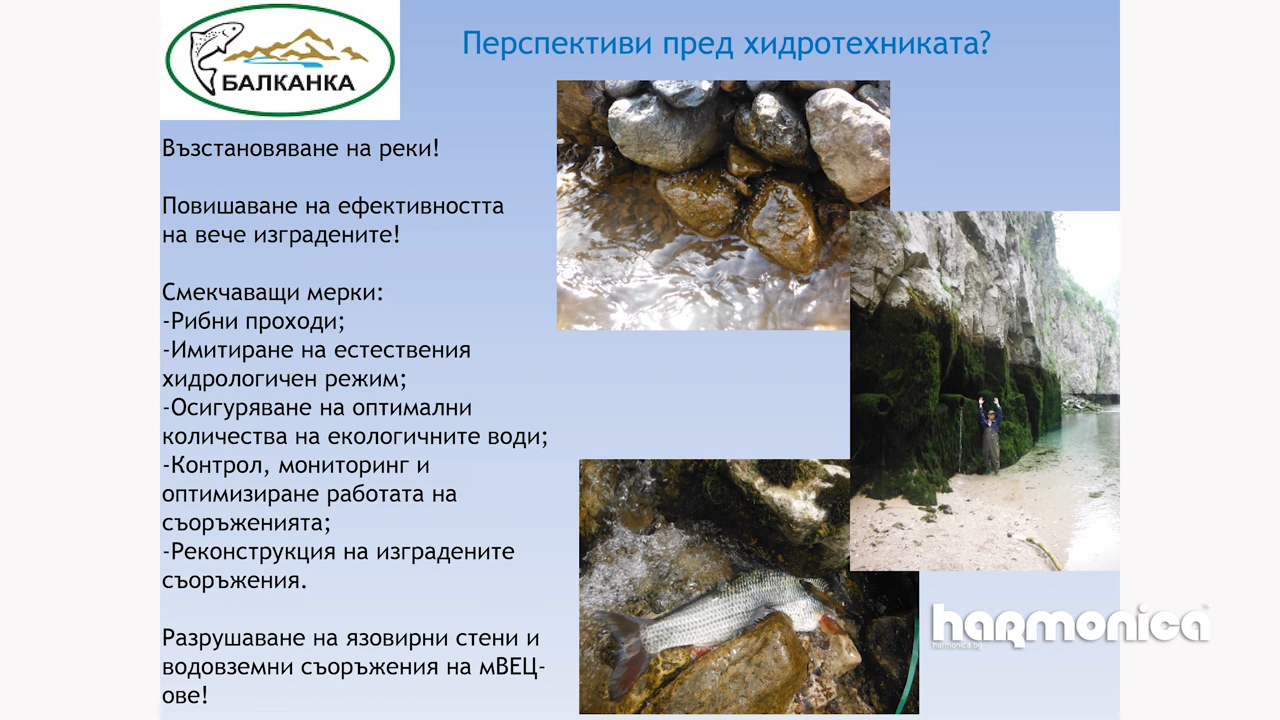 БАЛКАНКА
Перспективи пред хидротехниката?
Възстановяване на реки!
Повишаване на ефективността
на вече изградените!
Смекчаващи мерки:
-Рибни проходи;
-Имитиране на естествения
хидрологичен режим;
-Осигуряване на оптимални
количества на екологичните води;
-Контрол, мониторинг и
оптимизиране работата на
съоръженията;
-Реконструкция на изградените
съоръжения.
Разрушаване на язовирни стени и
водовземни съоръжения на мВЕЦ-
ове!
harmonica
harmonica.bg